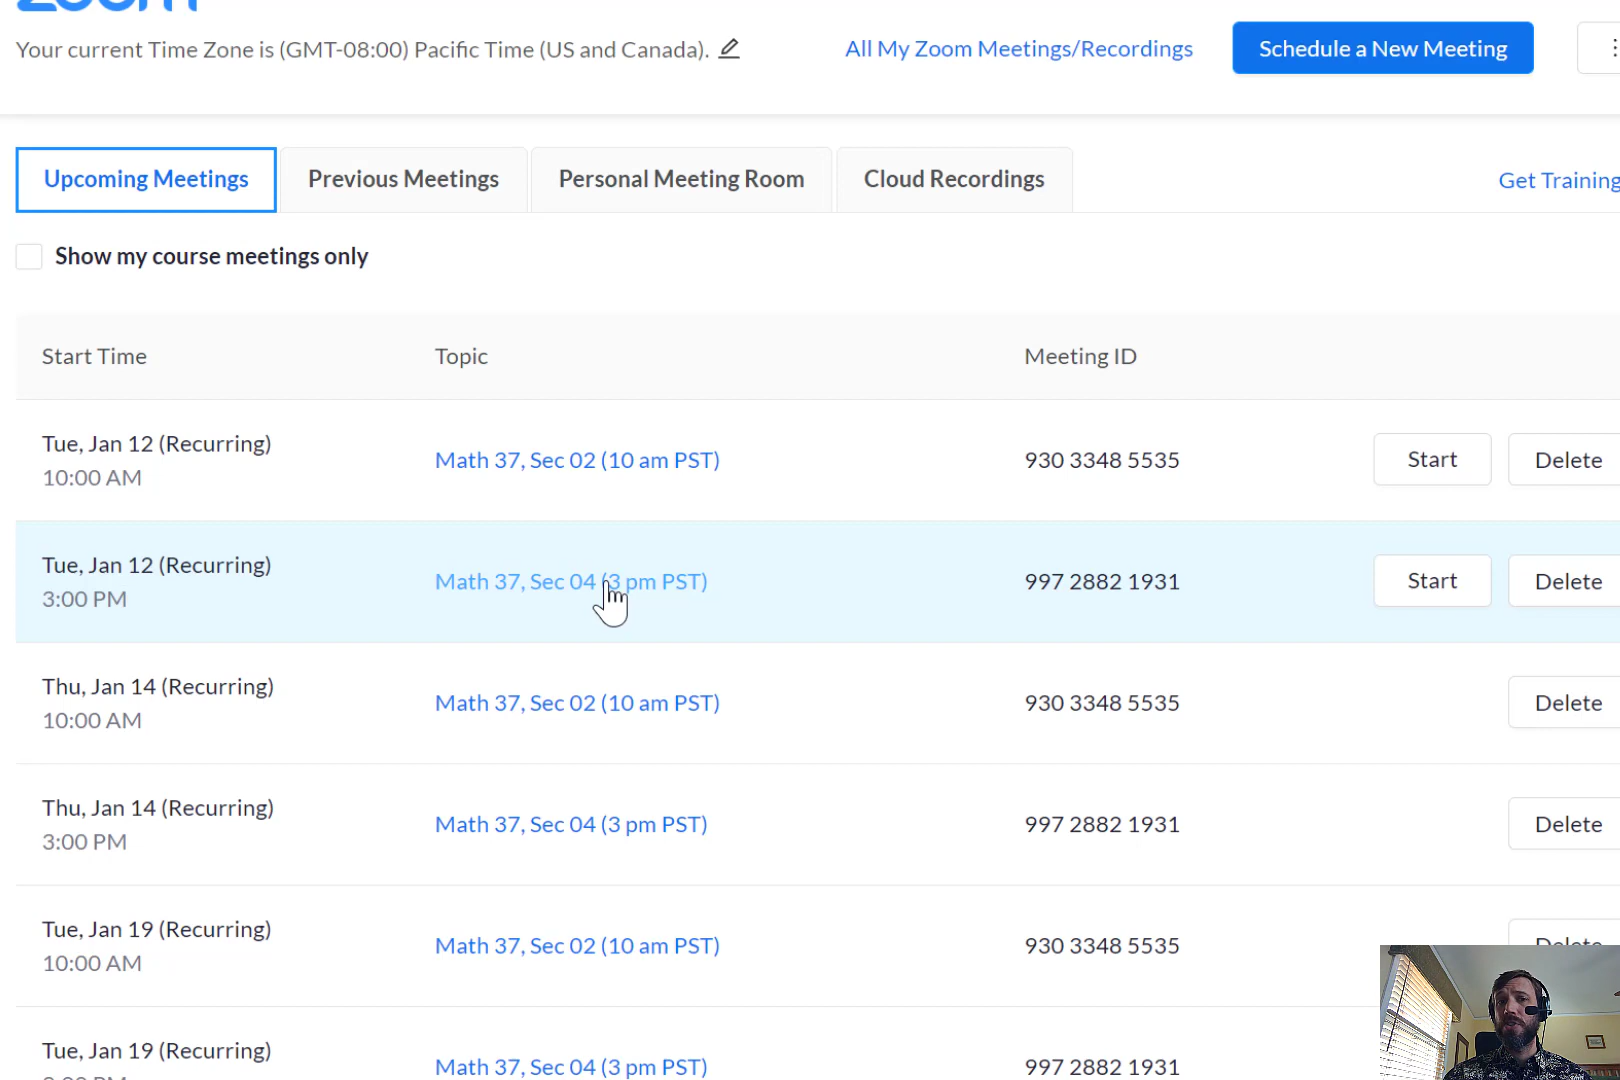 zoom
Your current Time Zone is (GMT-08:00) Pacific Time (US and Canada). All My Zoom Meetings/Recordings Schedule a New Meeting
Upcoming Meetings Previous Meetings Personal Meeting Room Cloud Recordings Get Training
Show my course meetings only
Start Time Topic Meeting ID
Tue, Jan 12 (Recurring)
10:00 AM
Math 37, Sec 02 (10 am PST) 930 3348 5535 Start Delete
Tue, Jan 12 (Recurring)
3:00 PM
Math 37, Sec 04 (3 pm PST) 997 2882 1931 Start Delete
Thu, Jan 14 (Recurring)
10:00 AM
Math 37, Sec 02 (10 am PST) 930 3348 5535 Delete
Thu, Jan 14 (Recurring)
3:00 PM
Math 37, Sec 04 (3 pm PST) 997 2882 1931 Delete
Tue, Jan 19 (Recurring)
10:00 AM
Math 37, Sec 02 (10 am PST) 930 3348 5535 Delete
Tue, Jan 19 (Recurring)
Math 37, Sec 04 (3 pm PST) 997 2882 1931